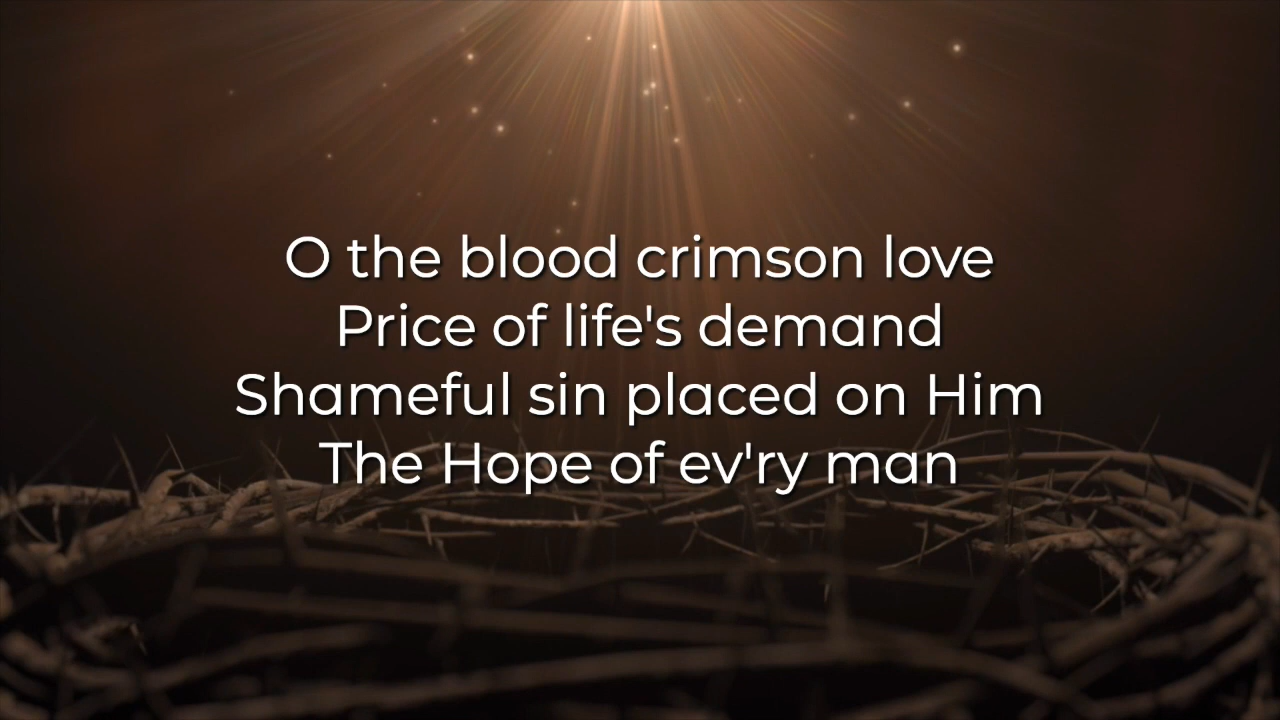 O the blood crimson love
Price of life's demand
Shameful sin placed on Him
The Hope of ev'ry man